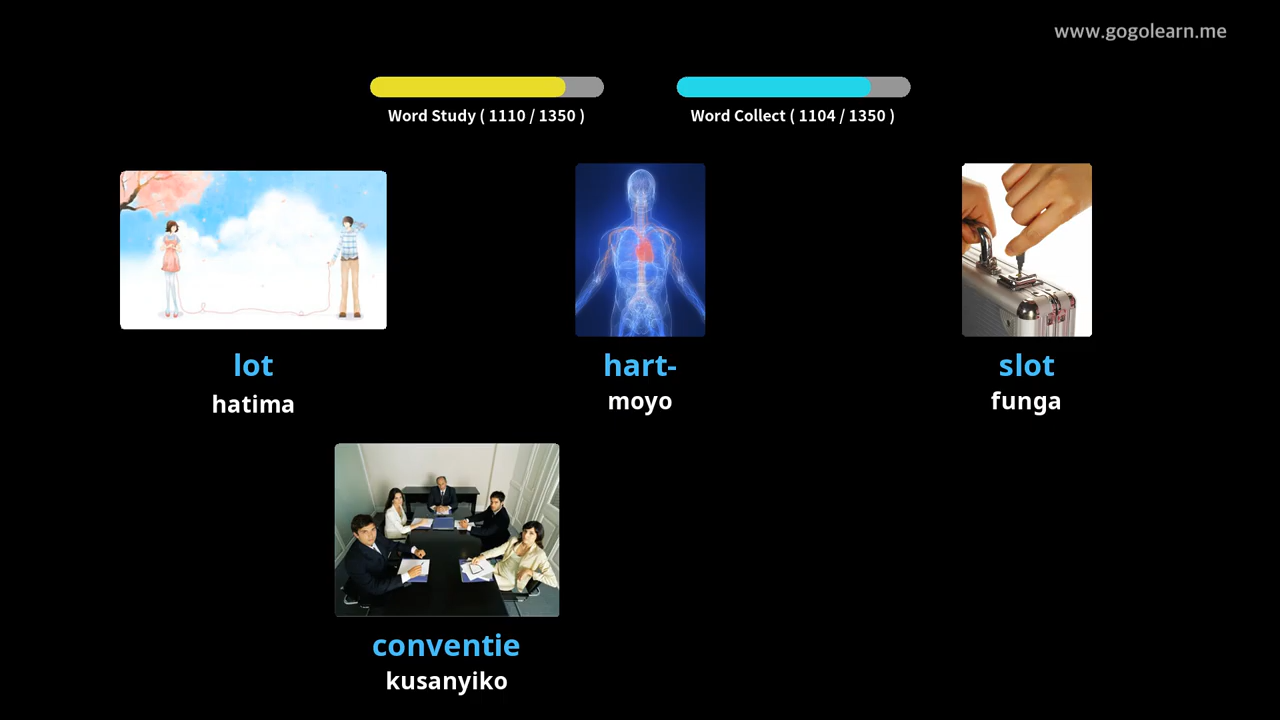 www.gogolearn.me
Word Study ( 1110 / 1350 )
Word Collect ( 1104 / 1350 )
lot
hatima
hart-
moyo
slot
funga
conventie
kusanyiko